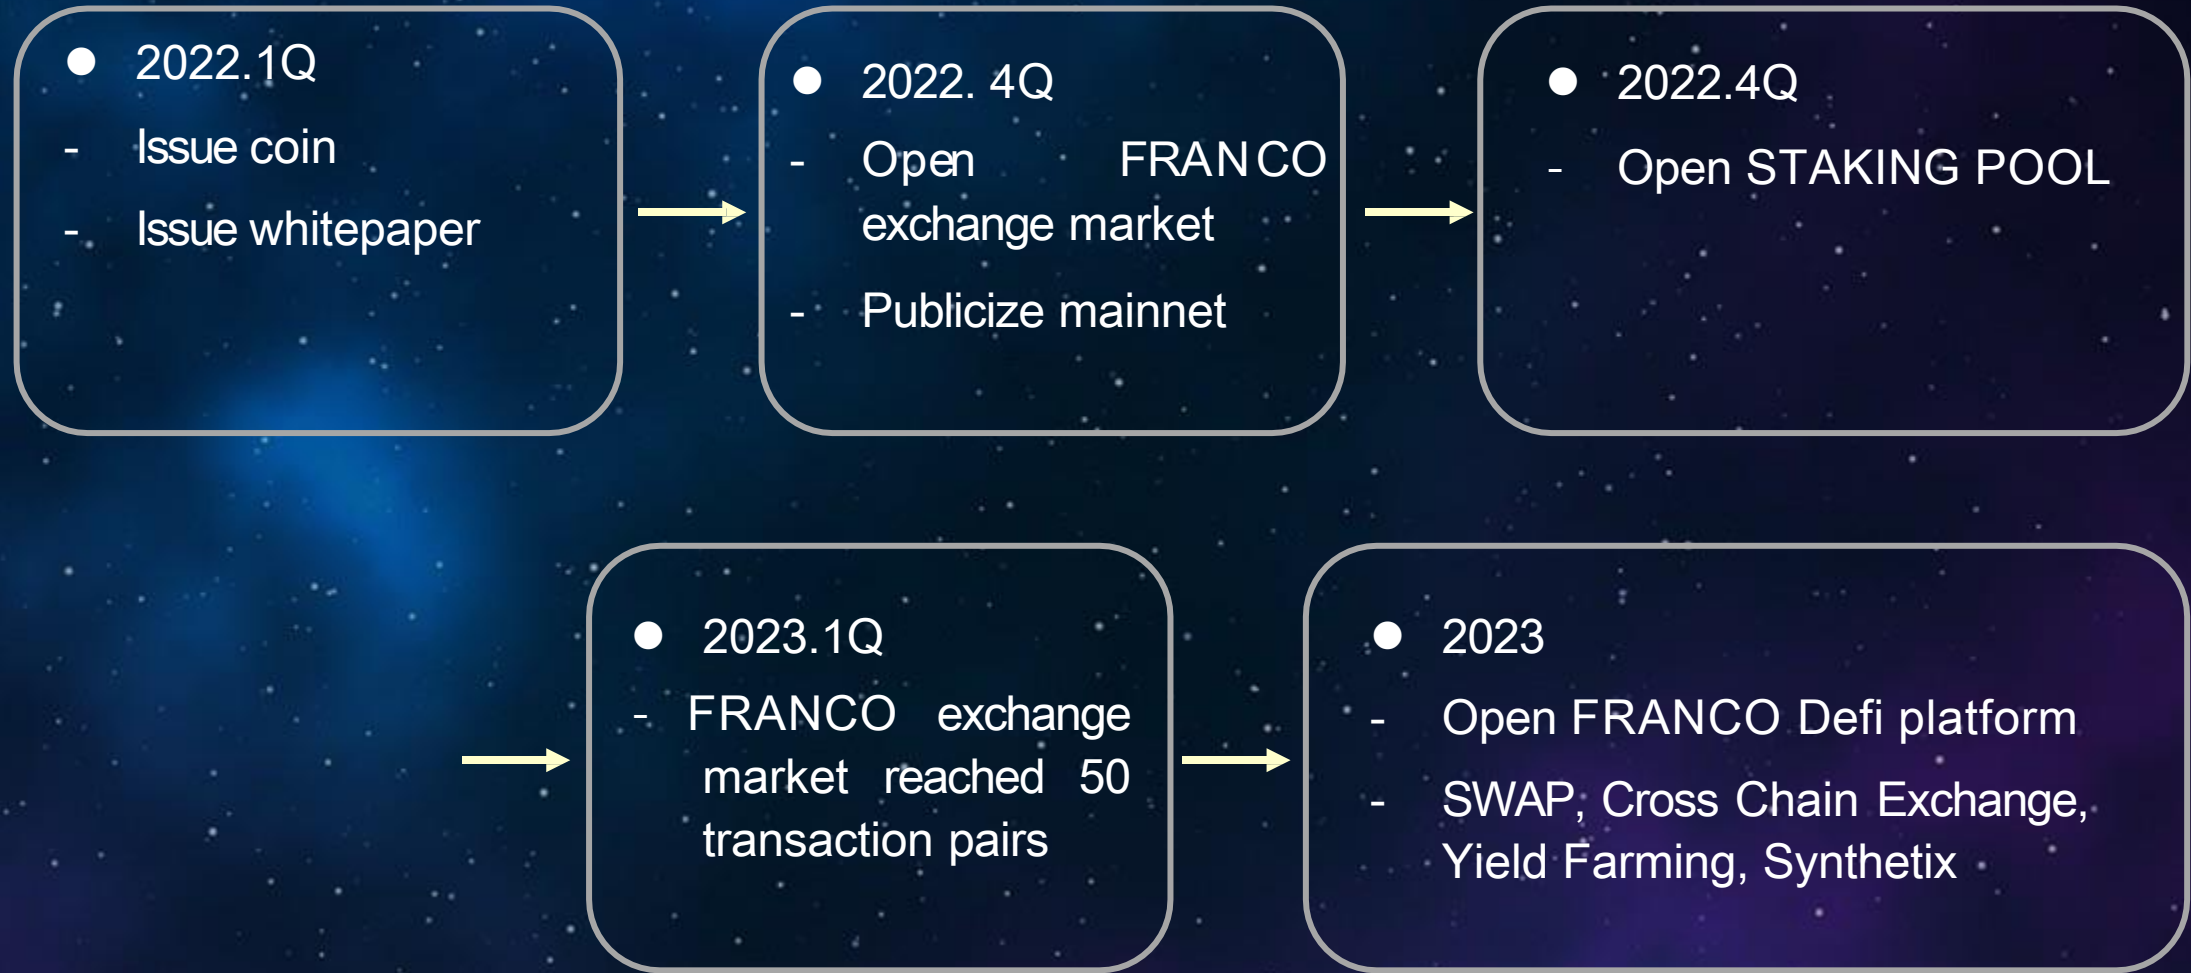 ● 2022.1Q
- Issue coin
- Issue whitepaper
● 2022. 4Q
- Open FRANCO
exchange market
- Publicize mainnet
● 2022.4Q
- Open STAKING POOL
● 2023.1Q
- FRANCO exchange
market reached 50
transaction pairs
● 2023
- Open FRANCO Defi platform
- SWAP, Cross Chain Exchange,
Yield Farming, Synthetix